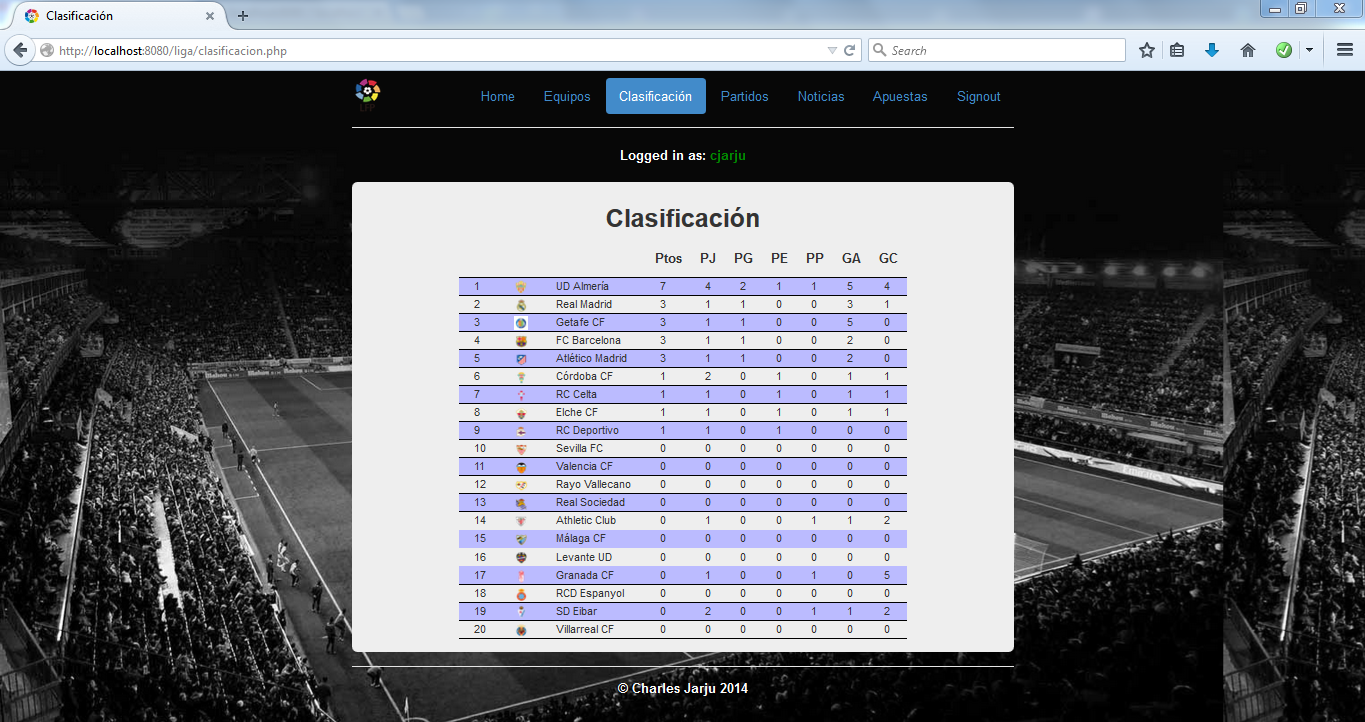 Clasificación
http://localhost:8080/liga/clasificacion.php
Search
Home Equipos Clasificación Partidos Noticias Apuestas Signout
Logged in as: cjarju
Clasificación
Ptos PJ PG PE PP GA GC
1 UD Almería 7 4 2 1 1 5 4
2 Real Madrid 3 1 1 0 0 3 1
3 Getafe CF 3 1 1 0 0 5 0
4 FC Barcelona 3 1 1 0 0 2 0
5 Atlético Madrid 3 1 1 0 0 2 0
6 Córdoba CF 1 2 0 1 0 1 1
7 RC Celta 1 1 0 1 0 1 1
8 Elche CF 1 1 0 1 0 1 1
9 RC Deportivo 1 1 0 1 0 0 0
10 Sevilla FC 0 0 0 0 0 0 0
11 Valencia CF 0 0 0 0 0 0 0
12 Rayo Vallecano 0 0 0 0 0 0 0
13 Real Sociedad 0 0 0 0 0 0 0
14 Athletic Club 0 1 0 0 1 1 2
15 Málaga CF 0 0 0 0 0 0 0
16 Levante UD 0 0 0 0 0 0 0
17 Granada CF 0 1 0 0 1 0 5
18 RCD Espanyol 0 0 0 0 0 0 0
19 SD Eibar 0 2 0 0 1 1 2
20 Villarreal CF 0 0 0 0 0 0 0
© Charles Jarju 2014